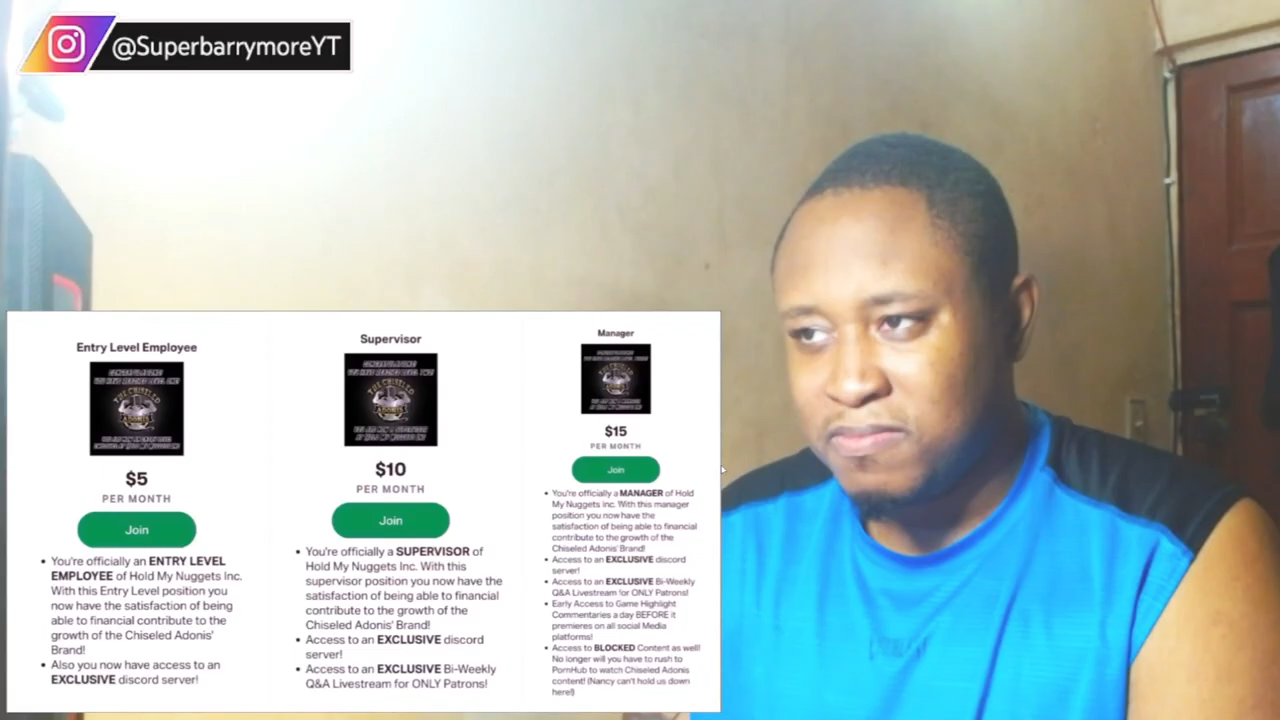 @SuperbarrymoreYT
Entry Level Employee
THE CHISELED
ADONIS
$5
PER MONTH
Join
• You're officially an ENTRY LEVEL
EMPLOYEE of Hold My Nuggets Inc.
With this Entry Level position you
now have the satisfaction of being
able to financial contribute to the
growth of the Chiseled Adonis'
Brand!
• Also you now have access to an
EXCLUSIVE discord server!
Supervisor
THE CHISELED
ADONIS
$10
PER MONTH
Join
• You're officially a SUPERVISOR of
Hold My Nuggets Inc. With this
supervisor position you now have the
satisfaction of being able to financial
contribute to the growth of the
Chiseled Adonis' Brand!
• Access to an EXCLUSIVE discord
server!
• Access to an EXCLUSIVE Bi-Weekly
Q&A Livestream for ONLY Patrons!
Manager
$15
PER MONTH
Join
• You're officially a MANAGER of Hold
My Nuggets Inc. With this manager
position you now have the
satisfaction of being able to financial
contribute to the growth of the
Chiseled Adonis' Brand!
• Access to an EXCLUSIVE discord
server!
• Access to an EXCLUSIVE Bi-Weekly
Q&A Livestream for ONLY Patrons!
• Early Access to Game Highlight
Commentaries a day BEFORE it
premieres on all social Media
platforms!
• Access to BLOCKED Content as well!
No longer will you have to rush to
PornHub to watch Chiseled Adonis
content! (Nancy can't hold us down
here!)